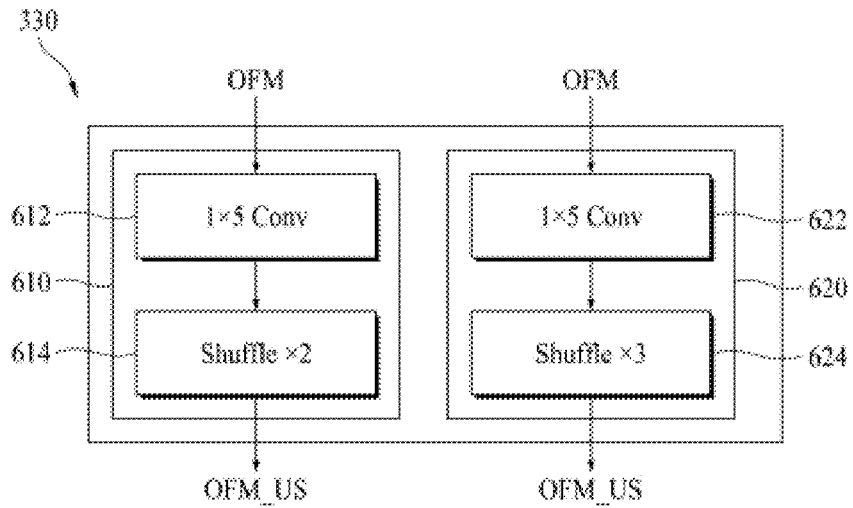 330
OFM OFM
612 1×5 Conv 1×5 Conv 622
610 620
614 Shuffle ×2 Shuffle ×3 624
OFM_US OFM_US